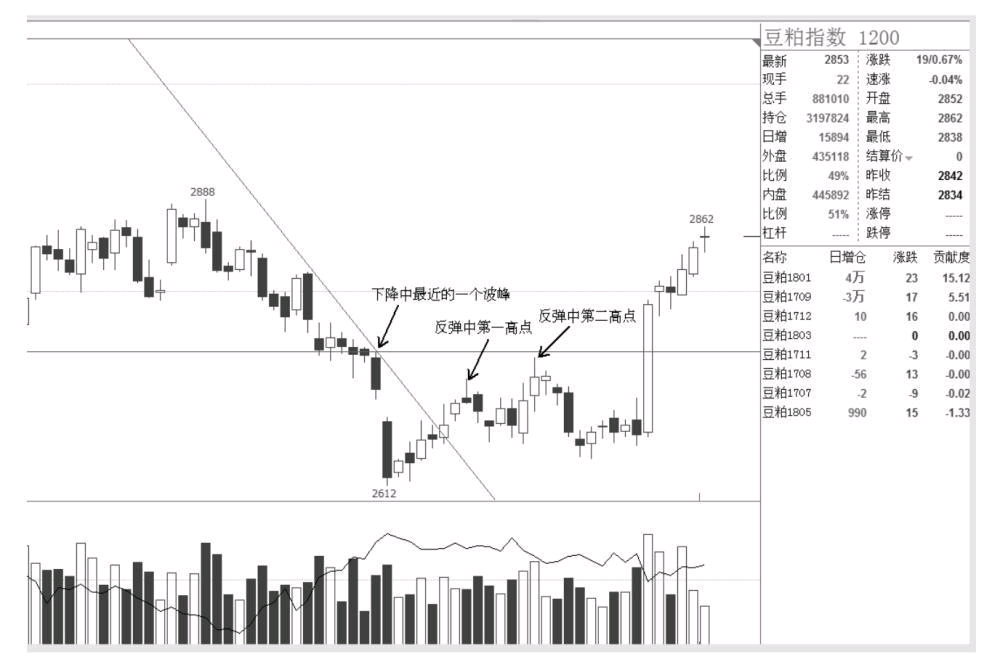 豆粕指数 1200
最新 2853 涨跌 19/0.67%
现手 22 速涨 -0.04%
总手 881010 开盘 2852
持仓 3197824 最高 2862
日增 15894 最低 2838
外盘 435118 结算价 0
比例 49% 昨收 2842
内盘 445892 昨结 2834
比例 51% 涨停 -----
杠杆 ----- 跌停 -----
名称 日增仓 涨跌 贡献度
豆粕1801 4万 23 15.12
豆粕1709 -3万 17 5.51
豆粕1712 10 16 0.00
豆粕1803 ---- 0 0.00
豆粕1711 2 -3 -0.00
豆粕1708 -56 13 -0.00
豆粕1707 -2 -9 -0.02
豆粕1805 990 15 -1.33
2888
2862
下降中最近的一个波峰
反弹中第一高点
反弹中第二高点
2612